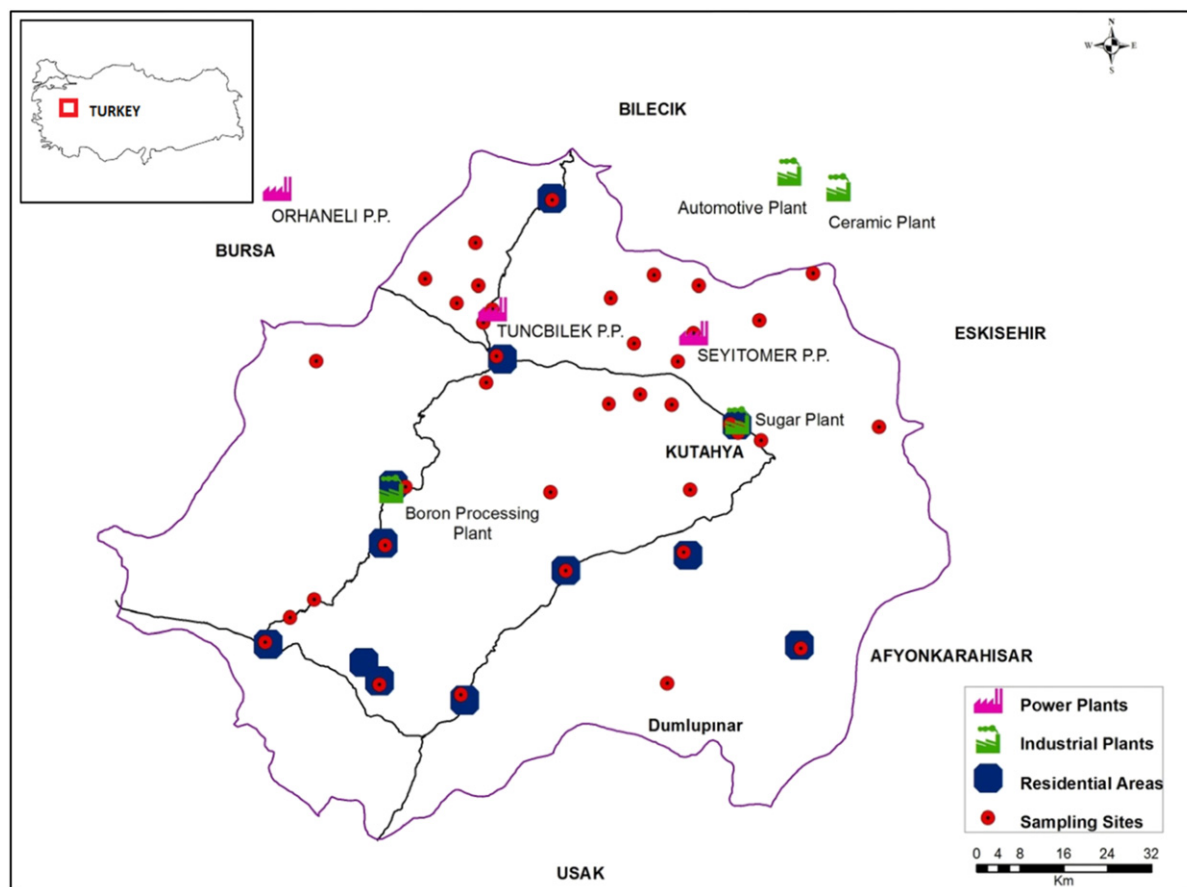 TURKEY
N
W
E
S
BILECIK
ORHANELI P.P.
Automotive Plant
Ceramic Plant
BURSA
TUNCBILEK P.P.
SEYITOMER P.P.
ESKISEHIR
Sugar Plant
KUTAHYA
Boron Processing
Plant
AFYONKARAHISAR
Dumlupınar
Power Plants
Industrial Plants
Residential Areas
Sampling Sites
0 4 8 16 24 32
Km
USAK